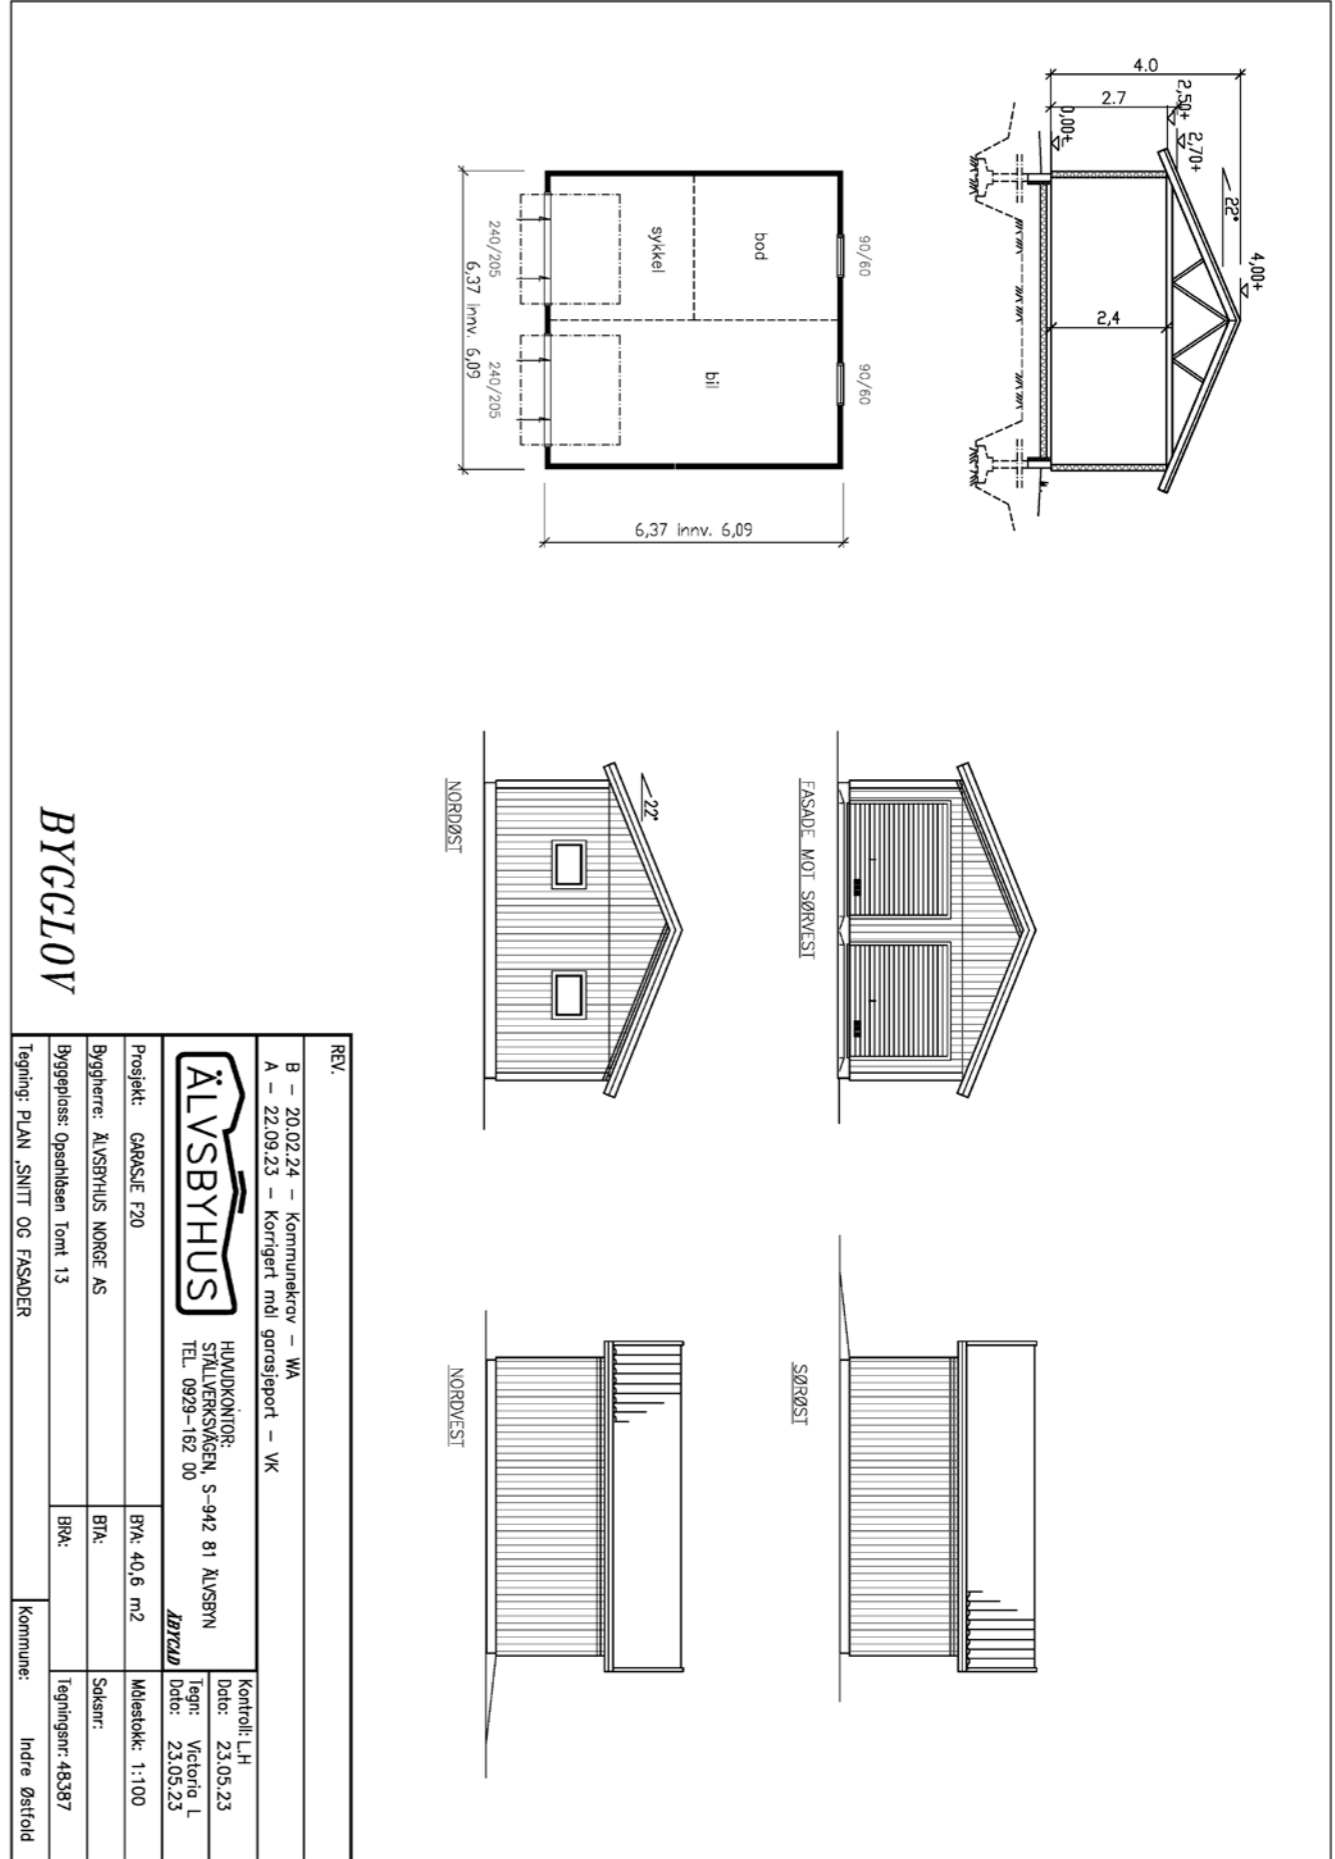 4.0
2.7
2,50+
2,70+
0,00+
22°
4,00+
2,4
90/60
90/60
bod
sykkel
bil
240/205
240/205
6,37 innv. 6,09
6,37 innv. 6,09
FASADE MOT SØRVEST
SØRØST
22°
NORDØST
NORDVEST
BYGGLOV
REV.
B - 20.02.24 - Kommunekrav - WA
A - 22.09.23 - Korrigert mål garasjeport - VK
ÄLVSBYHUS
HUVUDKONTOR:
STÄLLVERKSVÄGEN, S-942 81 ÄLVSBYN
TEL. 0929-162 00
ÄBYCAD
Kontroll: L.H
Dato: 23.05.23
Tegn: Victoria L
Dato: 23.05.23
Prosjekt: GARASJE F20
BYA: 40,6 m2
Målestokk: 1:100
Byggherre: ÄLVSBYHUS NORGE AS
BTA:
Saksnr:
Byggeplass: Opsahlåsen Tomt 13
BRA:
Tegningsnr: 48387
Tegning: PLAN ,SNITT OG FASADER
Kommune: Indre Østfold